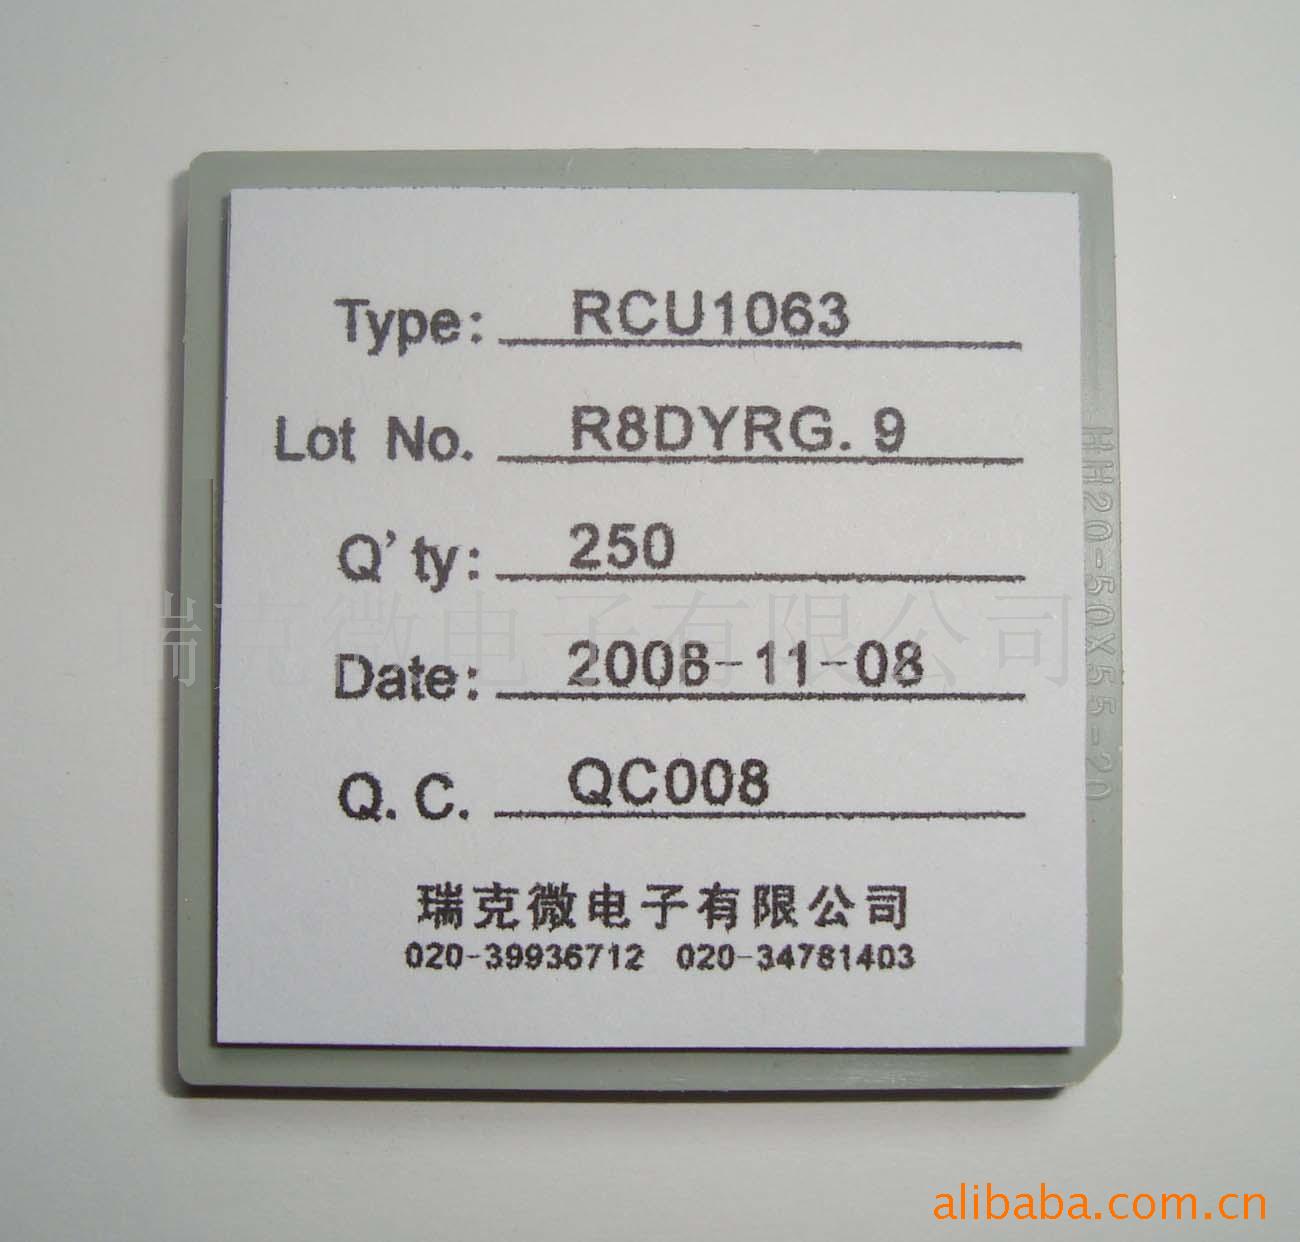 Type: RCU1063
Lot No. R8DYRG. 9
Q'ty: 250
瑞克微电子有限公司
Date: 2008-11-08
Q. C. QC008
瑞克微电子有限公司
020-39936712 020-34781403
HH20-50X55-20
alibaba.com.cn